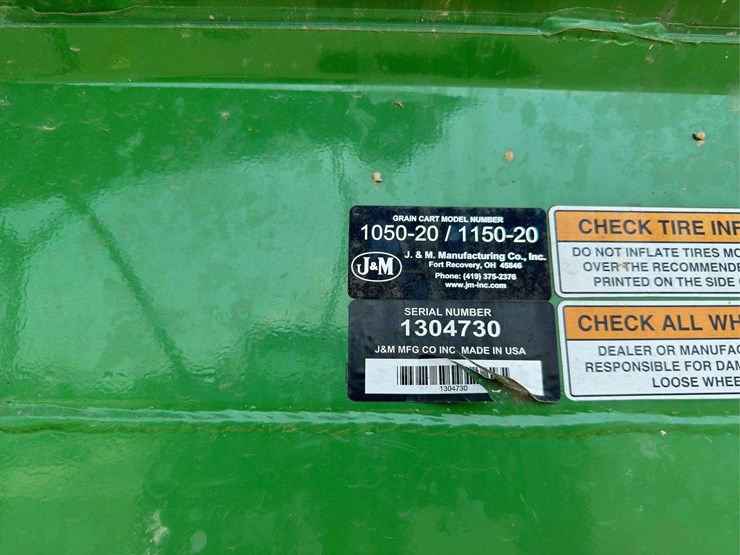 GRAIN CART MODEL NUMBER
1050-20 / 1150-20
J&M
J. & M. Manufacturing Co., Inc.
Fort Recovery, OH 45846
Phone: (419) 375-2376
www.jm-inc.com
SERIAL NUMBER
1304730
J&M MFG CO INC MADE IN USA
1304730
CHECK TIRE INF
DO NOT INFLATE TIRES MO
OVER THE RECOMMENDE
PRINTED ON THE SIDE
CHECK ALL WH
DEALER OR MANUFAC
RESPONSIBLE FOR DAM
LOOSE WHEE